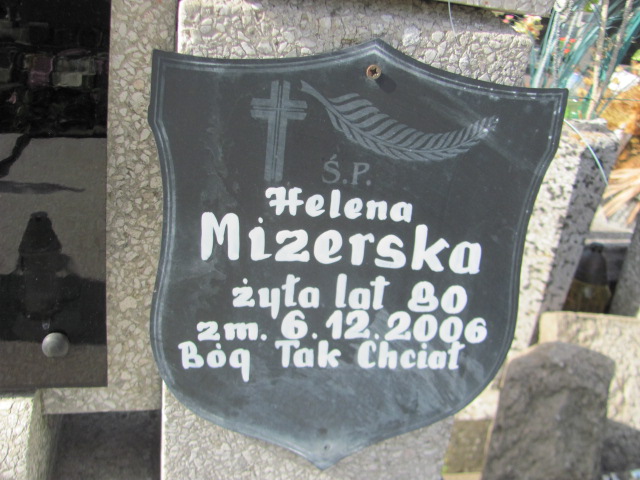 Ś.P.
Helena
Mizerska
żyła lat 80
zm. 6.12.2006
Bóg Tak Chciał